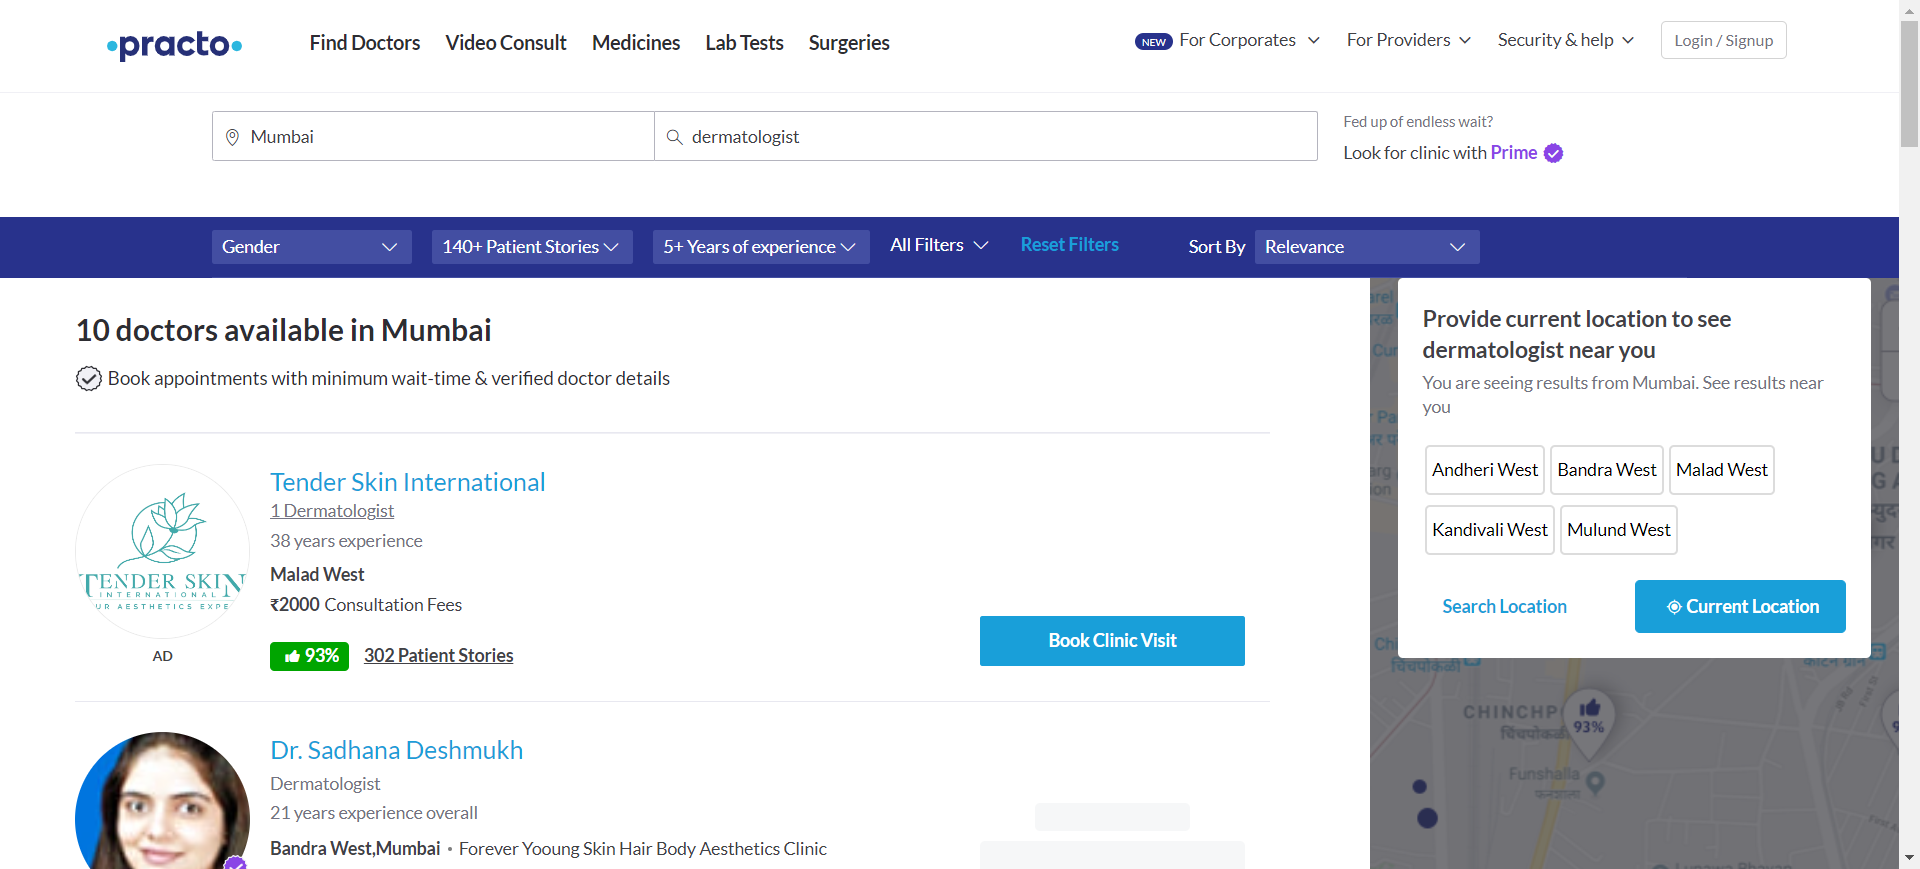 practo
Find Doctors
Video Consult
Medicines
Lab Tests
Surgeries
NEW For Corporates
For Providers
Security & help
Login / Signup
Mumbai
dermatologist
Fed up of endless wait?
Look for clinic with Prime
Gender
140+ Patient Stories
5+ Years of experience
All Filters
Reset Filters
Sort By
Relevance
10 doctors available in Mumbai
Book appointments with minimum wait-time & verified doctor details
TENDER SKIN
INTERNATIONAL
UR AESTHETICS EXPE
AD
Tender Skin International
1 Dermatologist
38 years experience
Malad West
₹2000 Consultation Fees
93%
302 Patient Stories
Book Clinic Visit
Dr. Sadhana Deshmukh
Dermatologist
21 years experience overall
Bandra West,Mumbai • Forever Yooung Skin Hair Body Aesthetics Clinic
Provide current location to see
dermatologist near you
You are seeing results from Mumbai. See results near
you
Andheri West
Bandra West
Malad West
Kandivali West
Mulund West
Search Location
Current Location
CHINCHP
चिंचपोकळी
93%
Funshalla
फनशाला